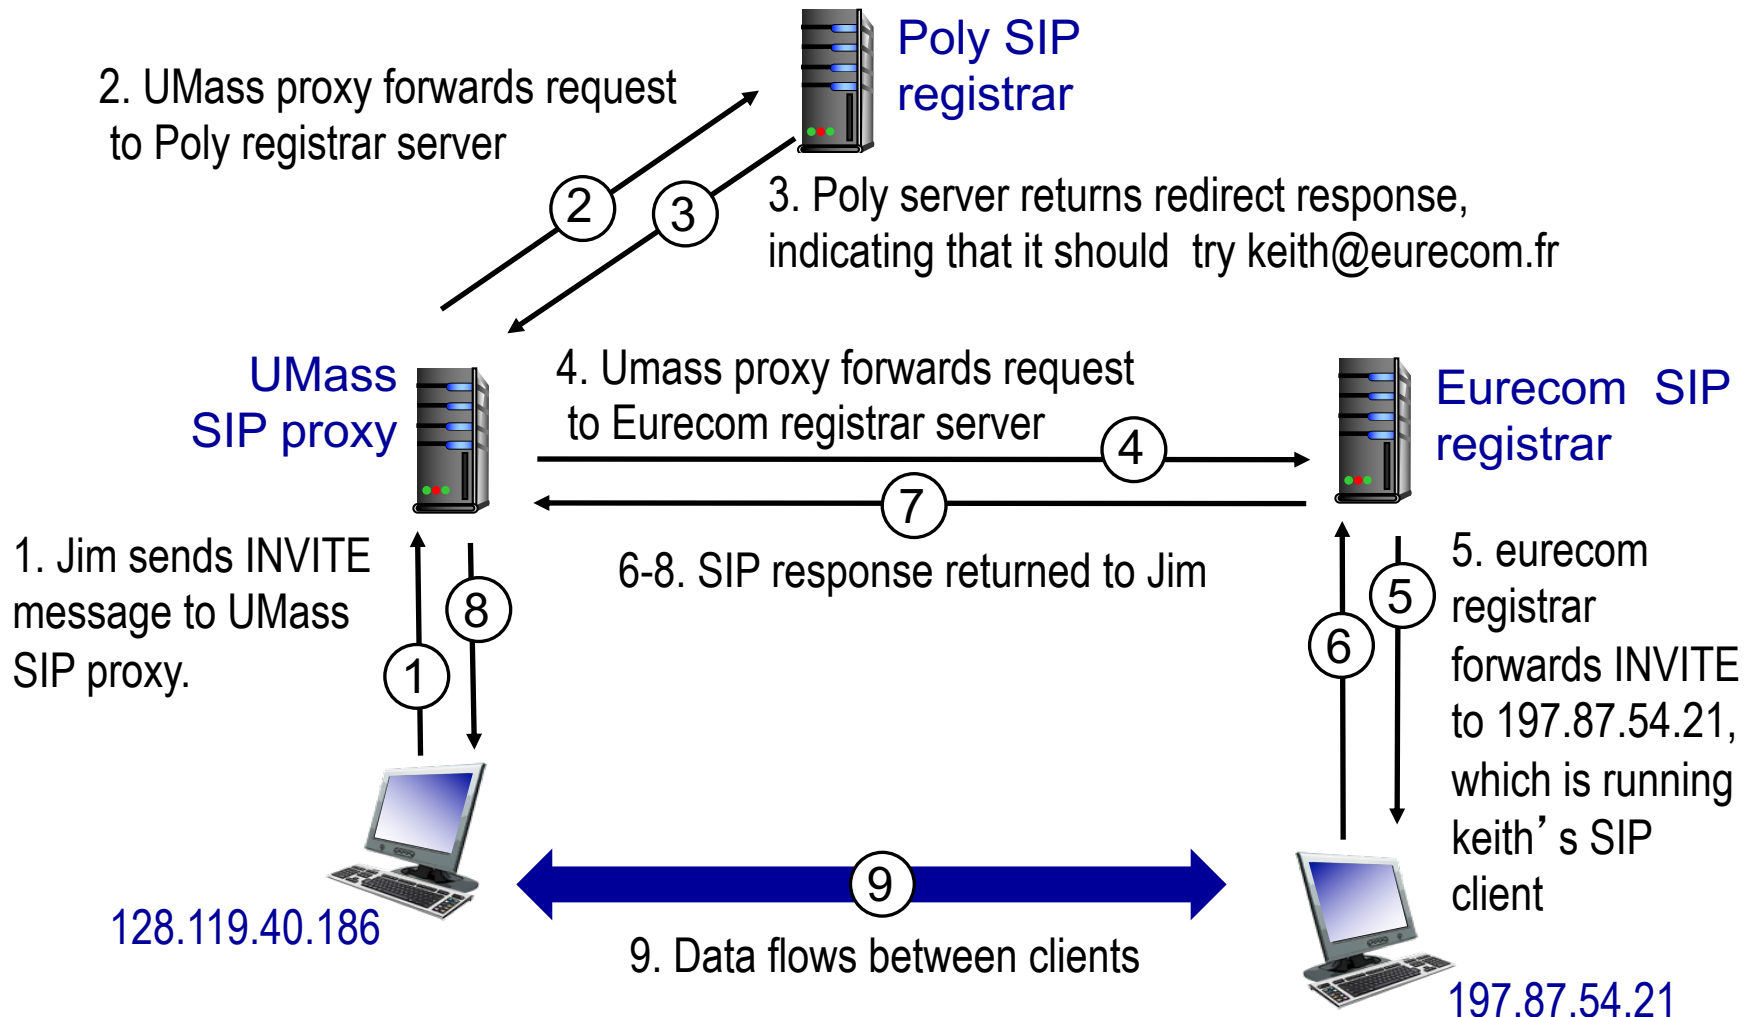 Poly SIP
registrar
2. UMass proxy forwards request
to Poly registrar server
2
3
3. Poly server returns redirect response,
indicating that it should try keith@eurecom.fr
UMass
SIP proxy
4. Umass proxy forwards request
to Eurecom registrar server
4
Eurecom SIP
registrar
7
1. Jim sends INVITE
message to UMass
SIP proxy.
8
1
6-8. SIP response returned to Jim
5
6
5. eurecom
registrar
forwards INVITE
to 197.87.54.21,
which is running
keith’ s SIP
client
9
128.119.40.186
9. Data flows between clients
197.87.54.21